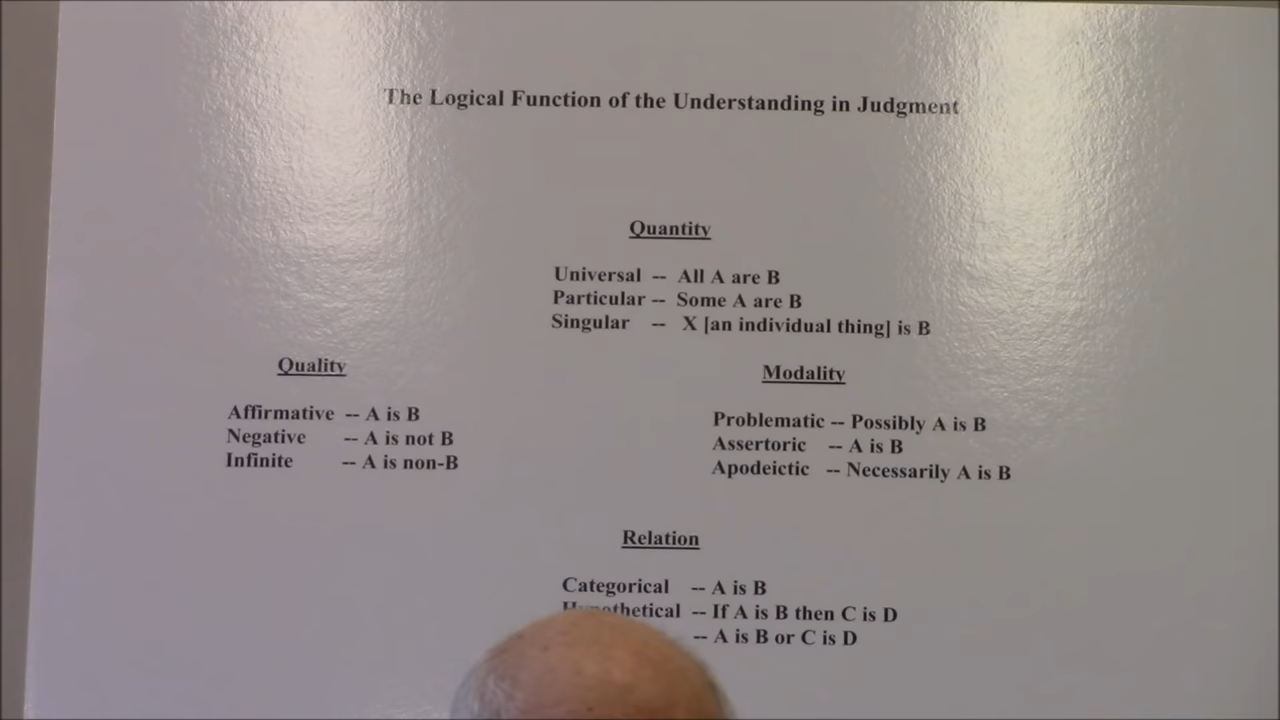 The Logical Function of the Understanding in Judgment
Quantity
Universal -- All A are B
Particular -- Some A are B
Singular -- X [an individual thing] is B
Quality
Affirmative -- A is B
Negative -- A is not B
Infinite -- A is non-B
Modality
Problematic -- Possibly A is B
Assertoric -- A is B
Apodeictic -- Necessarily A is B
Relation
Categorical -- A is B
Hypothetical -- If A is B then C is D
-- A is B or C is D